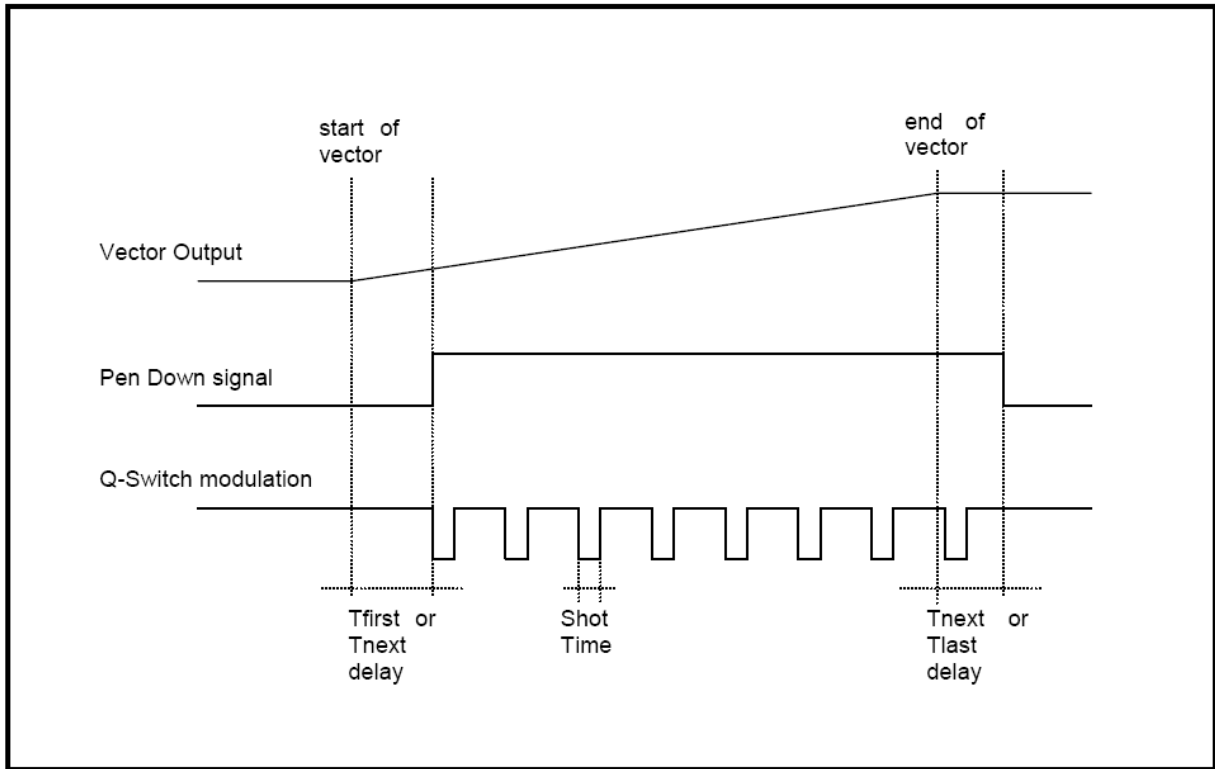 start of
vector
end of
vector
Vector Output
Pen Down signal
Q-Switch modulation
Tfirst or
Tnext
delay
Shot
Time
Tnext or
Tlast
delay